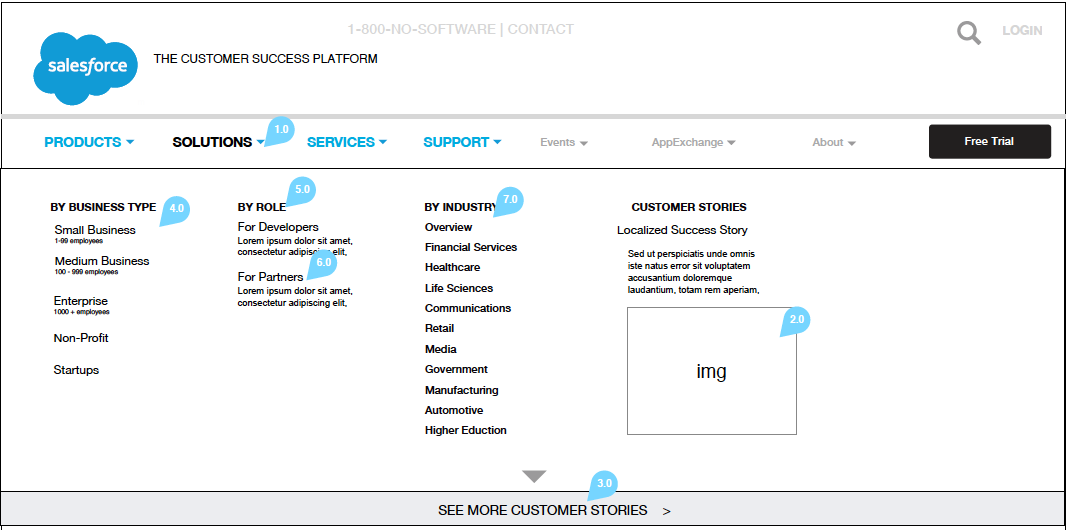 1-800-NO-SOFTWARE | CONTACT
LOGIN
salesforce
THE CUSTOMER SUCCESS PLATFORM
PRODUCTS
SOLUTIONS
1.0
SERVICES
SUPPORT
Events
AppExchange
About
Free Trial
BY BUSINESS TYPE
4.0
Small Business
1-99 employees
Medium Business
100 - 999 employees
Enterprise
1000 + employees
Non-Profit
Startups
5.0
BY ROLE
For Developers
Lorem ipsum dolor sit amet,
consectetur adipiscing elit,
6.0
For Partners
Lorem ipsum dolor sit amet,
consectetur adipiscing elit,
BY INDUSTRY
7.0
Overview
Financial Services
Healthcare
Life Sciences
Communications
Retail
Media
Government
Manufacturing
Automotive
Higher Eduction
CUSTOMER STORIES
Localized Success Story
Sed ut perspiciatis unde omnis
iste natus error sit voluptatem
accusantium doloremque
laudantium, totam rem aperiam,
2.0
img
3.0
SEE MORE CUSTOMER STORIES >